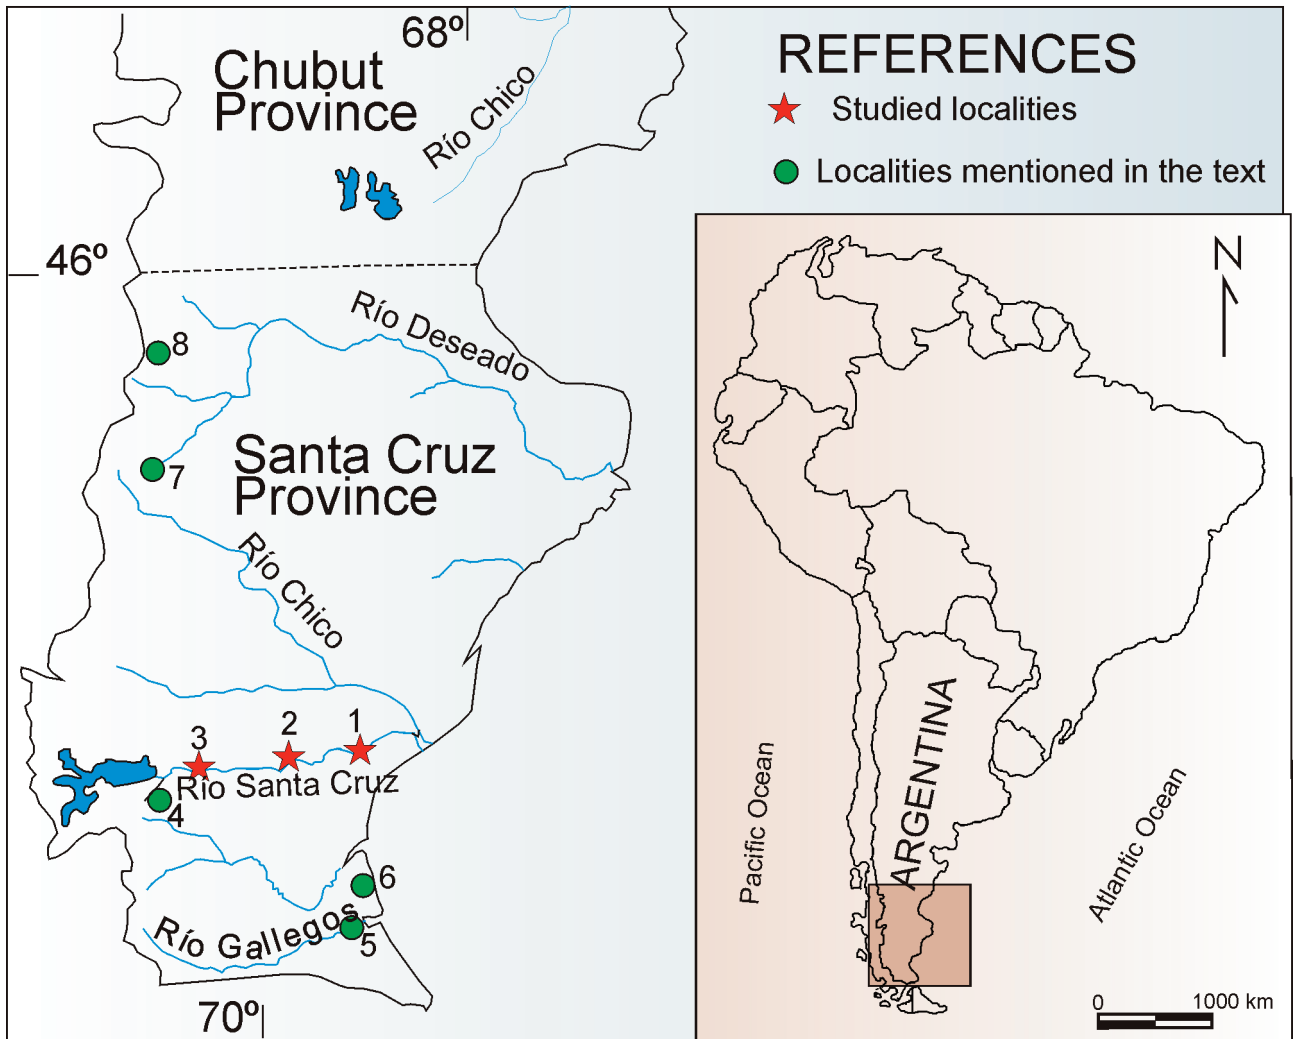 68º
Chubut
Province
Río Chico
REFERENCES
Studied localities
Localities mentioned in the text
46º
Río Deseado
8
Santa Cruz
Province
7
Río Chico
3
2
1
Río Santa Cruz
4
6
Río Gallegos
5
70º
N
ARGENTINA
Pacific Ocean
Atlantic Ocean
0
1000 km